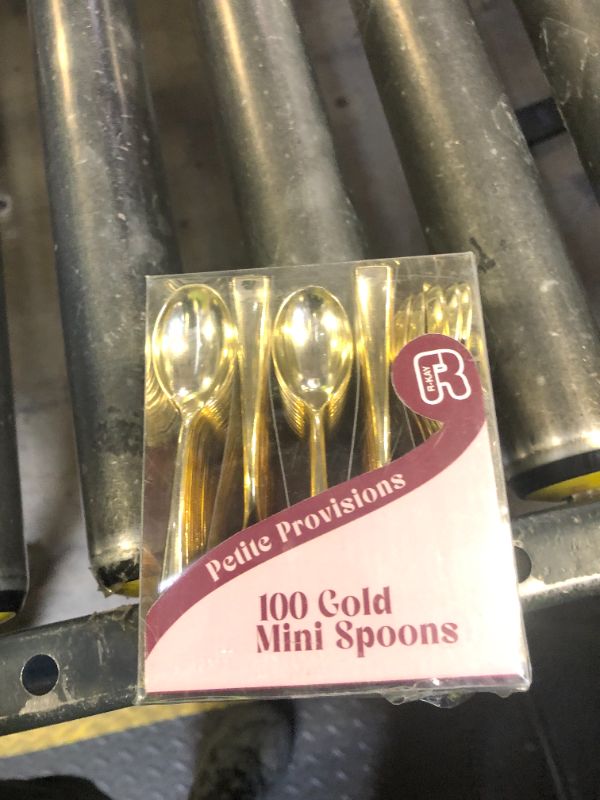 R-KAY
Petite Provisions
100 Gold
Mini Spoons